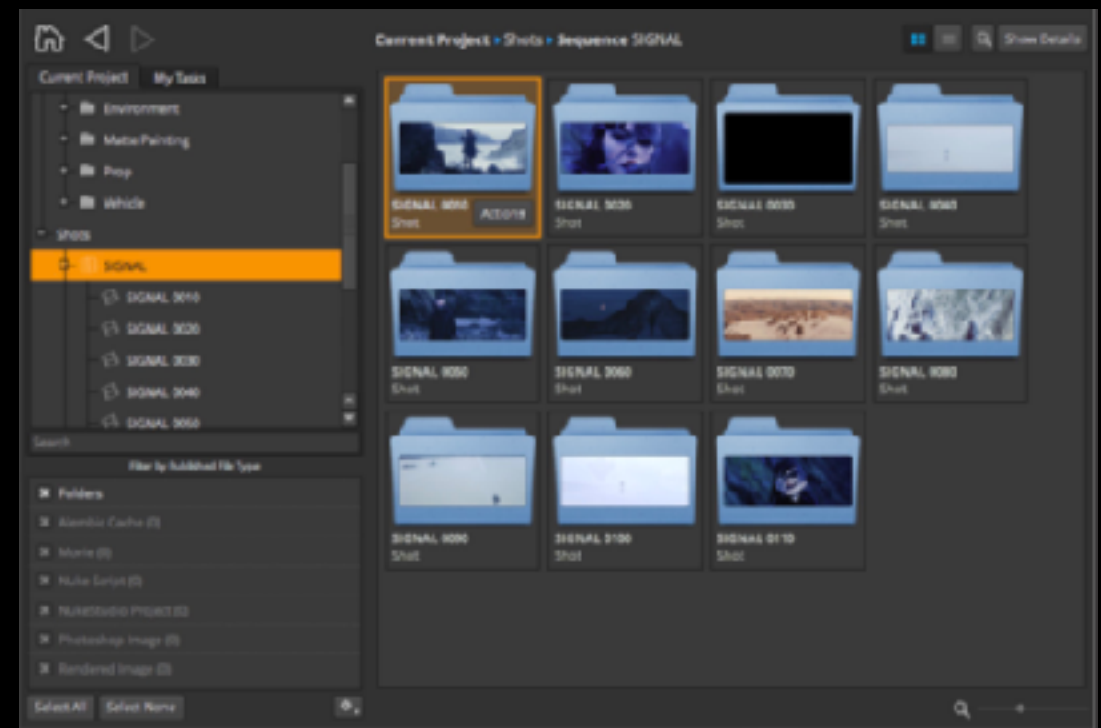 Current Project ▸ Shots ▸ Sequence SIGNAL
Show Details
Current Project
My Tasks
Environment
Matte Painting
Prop
Vehicle
Shots
SIGNAL
SIGNAL 0010
SIGNAL 0020
SIGNAL 0030
SIGNAL 0040
SIGNAL 0050
Search
Filter by Published File Type
Folders
Alembic Cache (0)
Movie (0)
Nuke Script (0)
NukeStudio Project (0)
Photoshop Image (0)
Rendered Image (0)
Select All
Select None
SIGNAL 0010
Shot
Actions
SIGNAL 0020
Shot
SIGNAL 0030
Shot
SIGNAL 0040
Shot
SIGNAL 0050
Shot
SIGNAL 0060
Shot
SIGNAL 0070
Shot
SIGNAL 0080
Shot
SIGNAL 0090
Shot
SIGNAL 0100
Shot
SIGNAL 0110
Shot